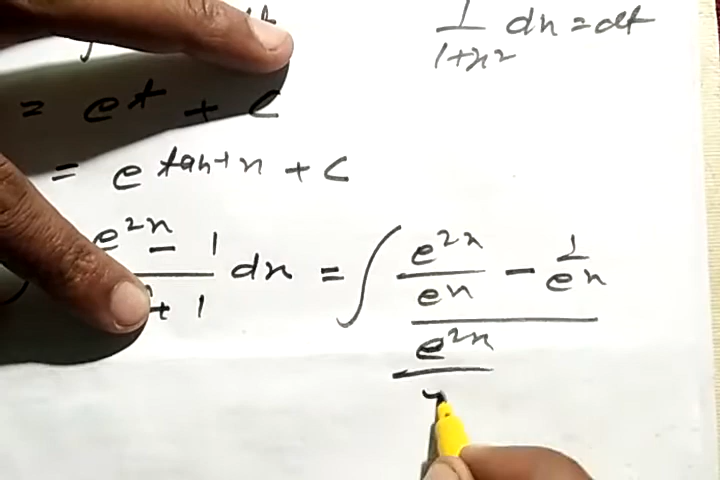 1/(1+x²) dx = dt
= e^t + c
= e^(tan⁻¹x) + c
e^(2x) - 1 / + 1 dx = ∫ (e^(2x)/e^x - 1/e^x) / (e^(2x)/